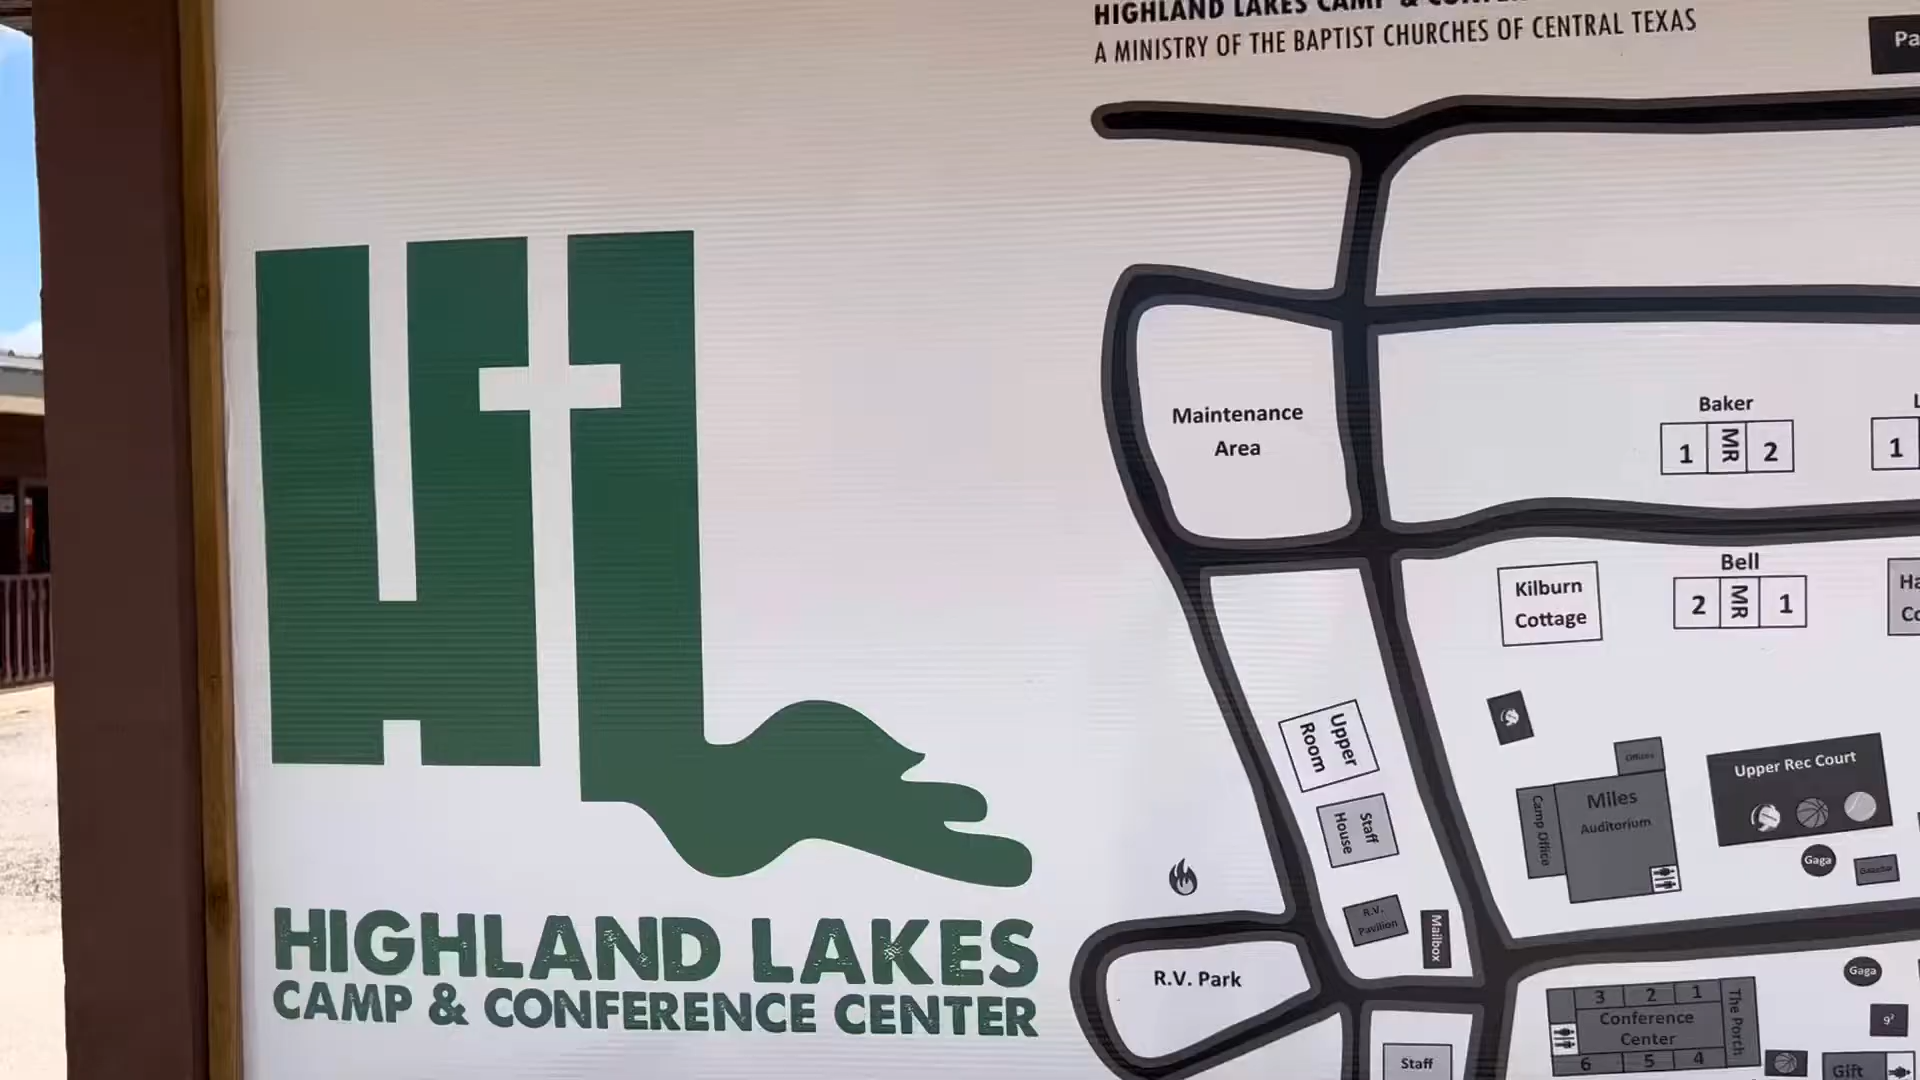 HIGHLAND LAKES CAMP &
A MINISTRY OF THE BAPTIST CHURCHES OF CENTRAL TEXAS
Maintenance
Area
Baker
1 MR 2
1
Bell
2 MR 1
Kilburn
Cottage
Upper
Room
Staff
House
Offices
Camp Office
Miles
Auditorium
Upper Rec Court
Gaga
R.V.
Pavilion
Mailbox
R.V. Park
Gaga
9²
3 2 1
Conference
Center
6 5 4
The Porch
Staff
Gift
HL
HIGHLAND LAKES
CAMP & CONFERENCE CENTER